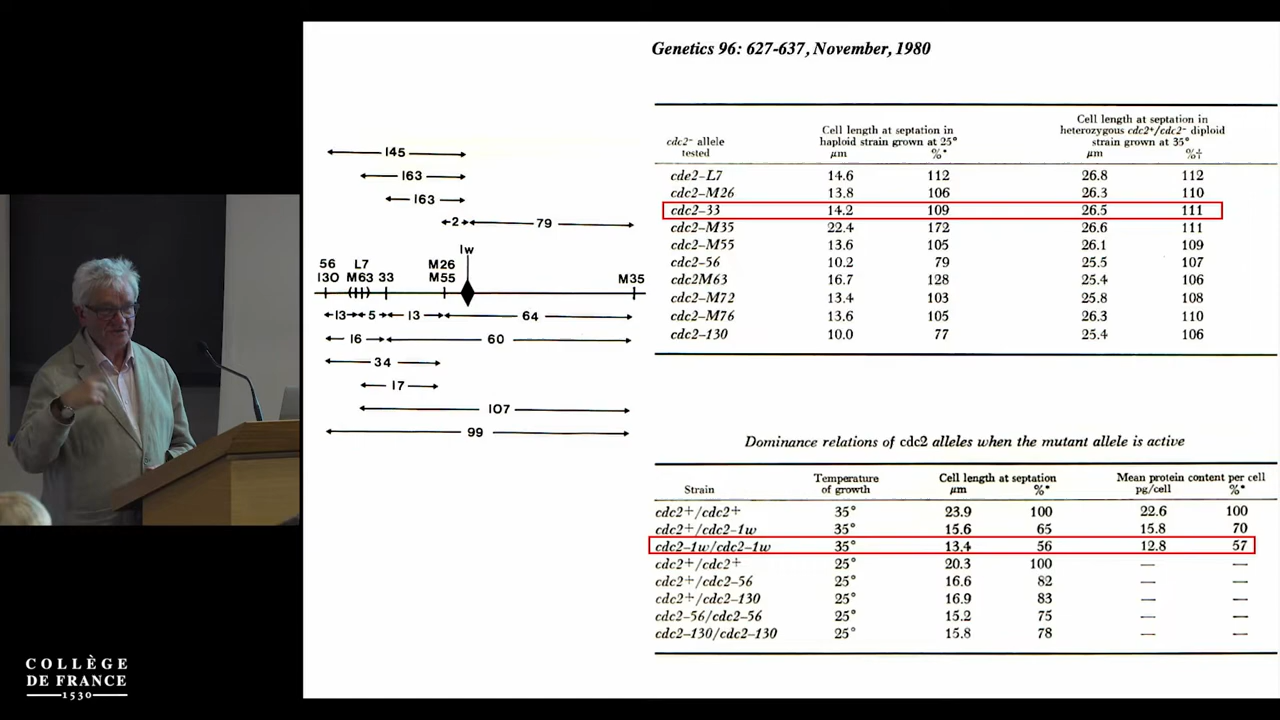 Genetics 96: 627-637, November, 1980
145
163
163
2 79
1w
56 L7 M26
130 M63 33 M55 M35
13 5 13 64
16 60
34
17
107
99
cdc2⁻ allele tested Cell length at septation in haploid strain grown at 25° Cell length at septation in heterozygous cdc2⁺/cdc2⁻ diploid strain grown at 35°
μm %* μm %‡
cde2-L7 14.6 112 26.8 112
cdc2-M26 13.8 106 26.3 110
cdc2-33 14.2 109 26.5 111
cdc2-M35 22.4 172 26.6 111
cdc2-M55 13.6 105 26.1 109
cdc2-56 10.2 79 25.5 107
cdc2M63 16.7 128 25.4 106
cdc2-M72 13.4 103 25.8 108
cdc2-M76 13.6 105 26.3 110
cdc2-130 10.0 77 25.4 106
Dominance relations of cdc2 alleles when the mutant allele is active
Strain Temperature of growth Cell length at septation Mean protein content per cell
μm %* pg/cell %*
cdc2+/cdc2+ 35° 23.9 100 22.6 100
cdc2+/cdc2-1w 35° 15.6 65 15.8 70
cdc2-1w/cdc2-1w 35° 13.4 56 12.8 57
cdc2+/cdc2+ 25° 20.3 100 — —
cdc2+/cdc2-56 25° 16.6 82 — —
cdc2+/cdc2-130 25° 16.9 83 — —
cdc2-56/cdc2-56 25° 15.2 75 — —
cdc2-130/cdc2-130 25° 15.8 78 — —
COLLÈGE
DE FRANCE
1530